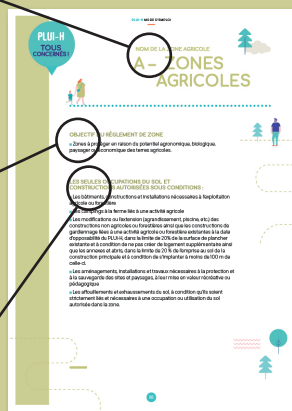 PLUI-H MODE D'EMPLOI
PLUI-H
TOUS
CONCERNÉS !
NOM DE LA ZONE AGRICOLE
A - ZONES
AGRICOLES
OBJECTIF DU RÈGLEMENT DE ZONE
Zones à protéger en raison du potentiel agronomique, biologique,
paysager ou économique des terres agricoles.
LES SEULES OCCUPATIONS DU SOL ET
CONSTRUCTIONS AUTORISÉES SOUS CONDITIONS :
Les bâtiments, constructions et installations nécessaires à l'exploitation
agricole ou forestière
Les campings à la ferme liés à une activité agricole
Les modifications ou l'extension (agrandissement, piscine, etc.) des
constructions non agricoles ou forestières ainsi que les constructions de
gardiennage liées à une activité agricole ou forestière existantes à la date
d'opposabilité du PLUi-H, dans la limite de 20% de la surface de plancher
existante et à condition de ne pas créer de logement supplémentaire ainsi
que les annexes et abris, dans la limite de 20 % de l'emprise au sol de la
construction principale et à condition de s'implanter à moins de 100 m de
celle-ci.
Les aménagements, installations et travaux nécessaires à la protection et
à la sauvegarde des sites et paysages, à leur mise en valeur récréative ou
pédagogique
Les affouillements et exhaussements du sol, à condition qu'ils soient
strictement liés et nécessaires à une occupation ou utilisation du sol
autorisée dans la zone.